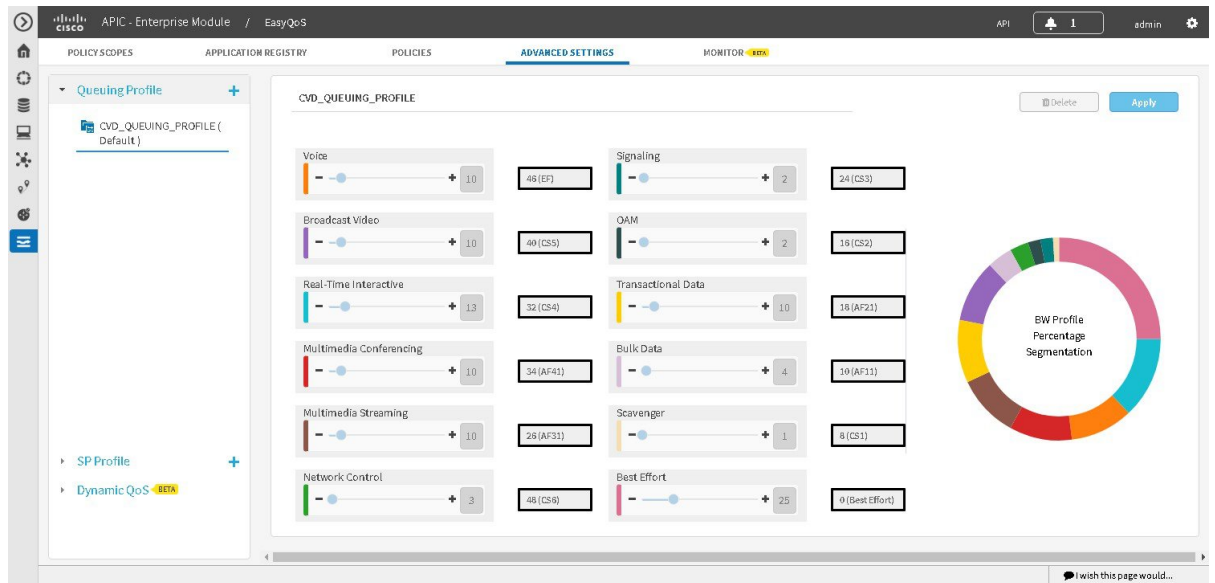 cisco APIC - Enterprise Module / EasyQoS API 1 admin
POLICY SCOPES APPLICATION REGISTRY POLICIES ADVANCED SETTINGS MONITOR BETA
Queuing Profile +
CVD_QUEUING_PROFILE (
Default )
SP Profile +
Dynamic QoS BETA
CVD_QUEUING_PROFILE Delete Apply
Voice
- + 10 46 (EF)
Signaling
- + 2 24 (CS3)
Broadcast Video
- + 10 40 (CS5)
OAM
- + 2 16 (CS2)
Real-Time Interactive
- + 13 32 (CS4)
Transactional Data
- + 10 18 (AF21)
Multimedia Conferencing
- + 10 34 (AF41)
Bulk Data
- + 4 10 (AF11)
Multimedia Streaming
- + 10 26 (AF31)
Scavenger
- + 1 8 (CS1)
Network Control
- + 3 48 (CS6)
Best Effort
- + 25 0 (Best Effort)
BW Profile
Percentage
Segmentation
I wish this page would...